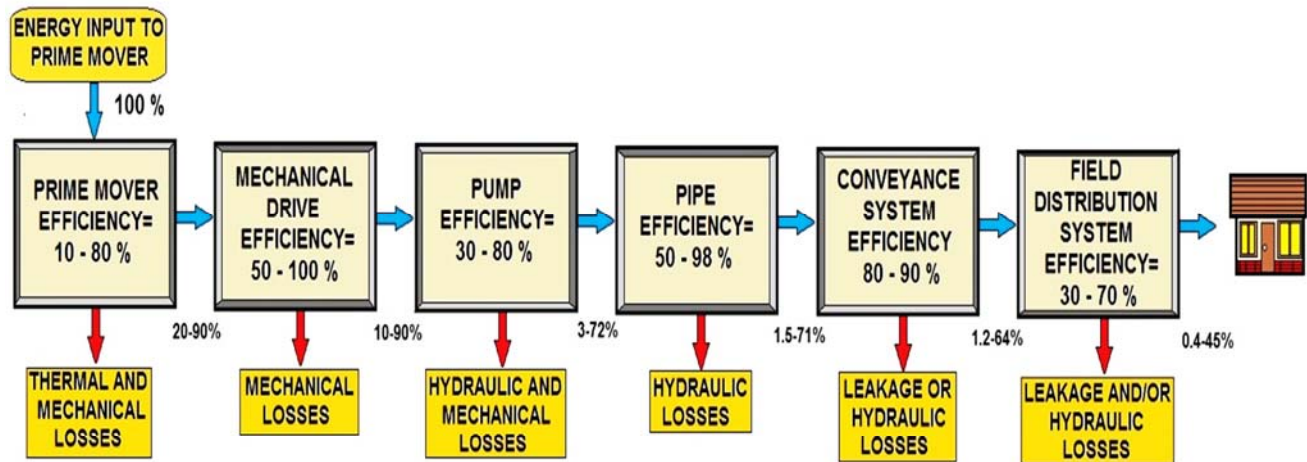 ENERGY INPUT TO
PRIME MOVER
100 %
PRIME MOVER
EFFICIENCY=
10 - 80 %
MECHANICAL
DRIVE
EFFICIENCY=
50 - 100 %
PUMP
EFFICIENCY=
30 - 80 %
PIPE
EFFICIENCY=
50 - 98 %
CONVEYANCE
SYSTEM
EFFICIENCY
80 - 90 %
FIELD
DISTRIBUTION
SYSTEM
EFFICIENCY=
30 - 70 %
20-90%
10-90%
3-72%
1.5-71%
1.2-64%
0.4-45%
THERMAL AND
MECHANICAL
LOSSES
MECHANICAL
LOSSES
HYDRAULIC AND
MECHANICAL
LOSSES
HYDRAULIC
LOSSES
LEAKAGE OR
HYDRAULIC
LOSSES
LEAKAGE AND/OR
HYDRAULIC
LOSSES